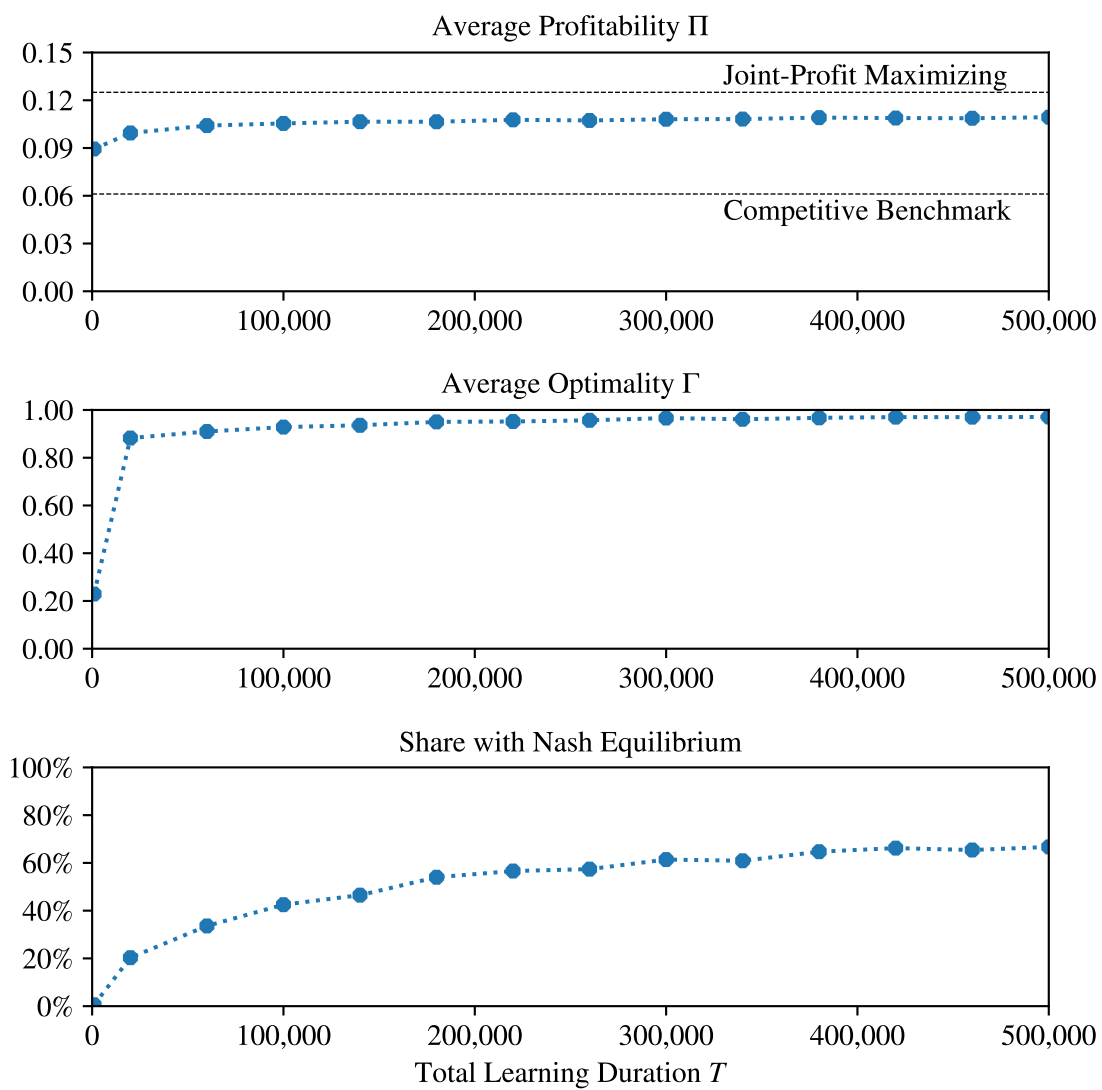 Average Profitability Π
0.15
Joint-Profit Maximizing
0.12
0.09
0.06
Competitive Benchmark
0.03
0.00
0 100,000 200,000 300,000 400,000 500,000
Average Optimality Γ
1.00
0.80
0.60
0.40
0.20
0.00
0 100,000 200,000 300,000 400,000 500,000
Share with Nash Equilibrium
100%
80%
60%
40%
20%
0%
0 100,000 200,000 300,000 400,000 500,000
Total Learning Duration T